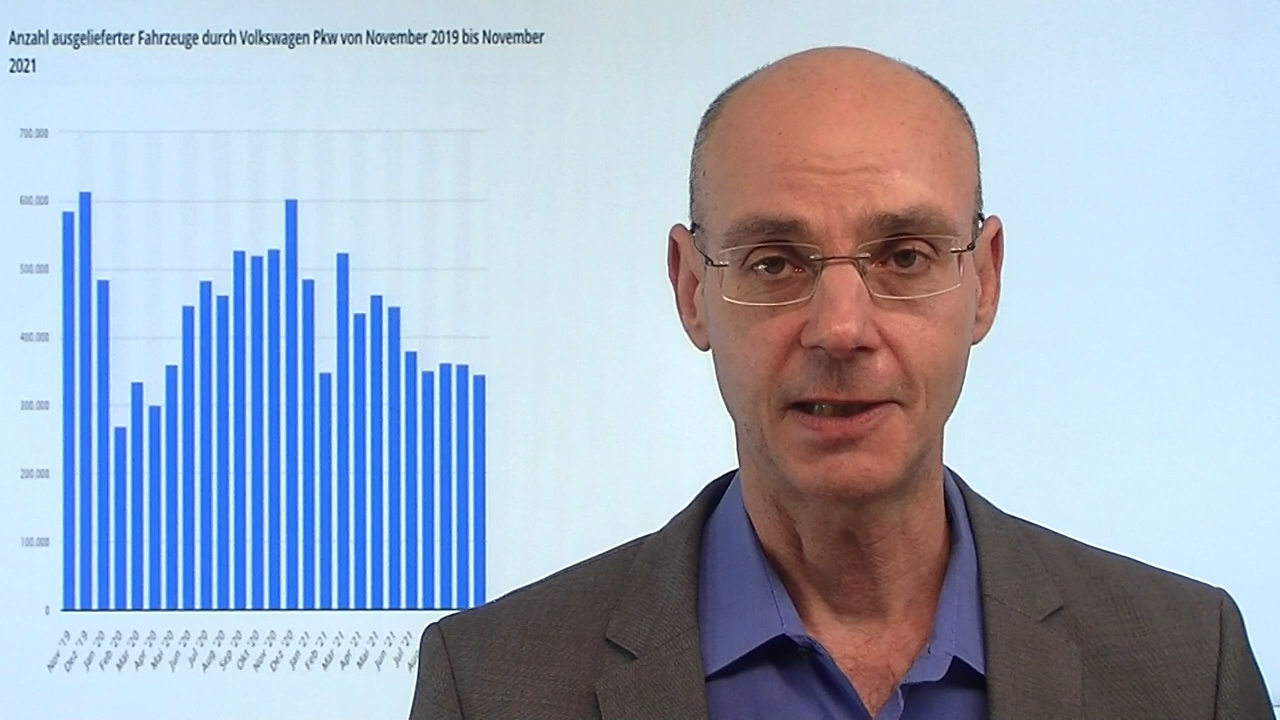 Anzahl ausgelieferter Fahrzeuge durch Volkswagen Pkw von November 2019 bis November
2021
700.000
600.000
500.000
400.000
300.000
200.000
100.000
0
Nov '19
Dez '19
Jan '20
Feb '20
Mär '20
Apr '20
Mai '20
Jun '20
Jul '20
Aug '20
Sep '20
Okt '20
Nov '20
Dez '20
Jan '21
Feb '21
Mär '21
Apr '21
Mai '21
Jun '21
Jul '21